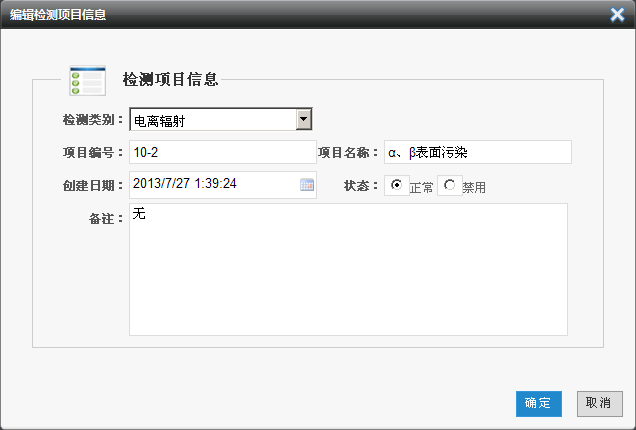 编辑检测项目信息
检测项目信息
检测类别： 电离辐射
项目编号： 10-2 项目名称： α、β表面污染
创建日期： 2013/7/27 1:39:24 状态： 正常 禁用
备注： 无
确定 取消